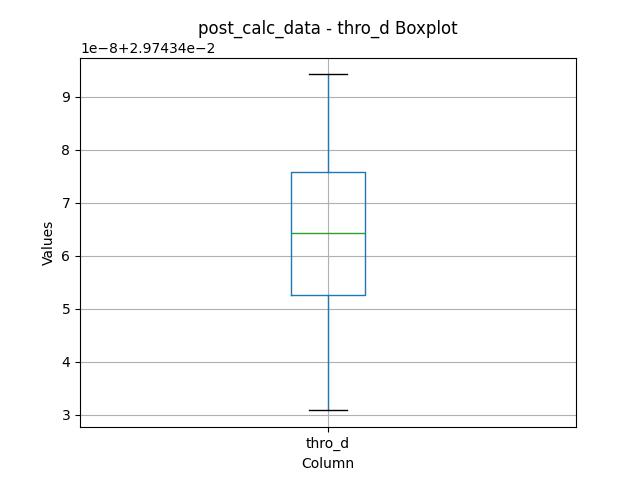 post_calc_data - thro_d Boxplot
1e−8+2.97434e−2
9
8
7
6
5
4
3
Values
thro_d
Column